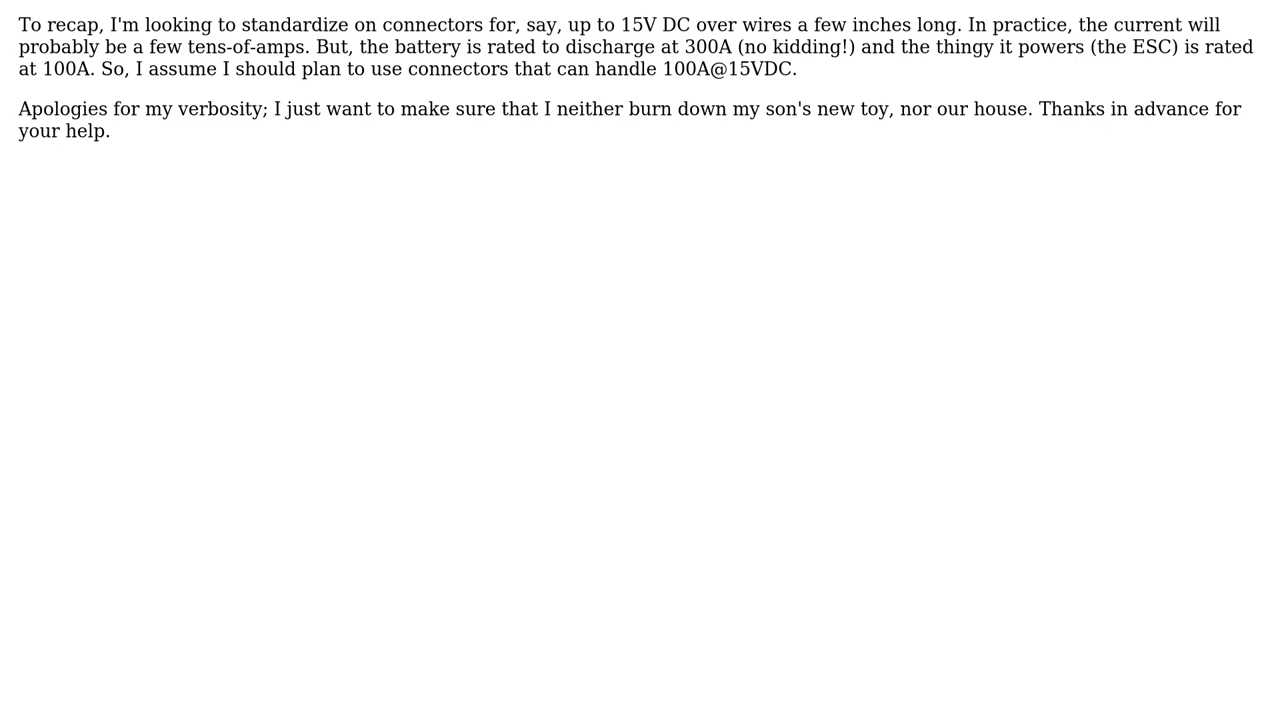 To recap, I'm looking to standardize on connectors for, say, up to 15V DC over wires a few inches long. In practice, the current will
probably be a few tens-of-amps. But, the battery is rated to discharge at 300A (no kidding!) and the thingy it powers (the ESC) is rated
at 100A. So, I assume I should plan to use connectors that can handle 100A@15VDC.
Apologies for my verbosity; I just want to make sure that I neither burn down my son's new toy, nor our house. Thanks in advance for
your help.